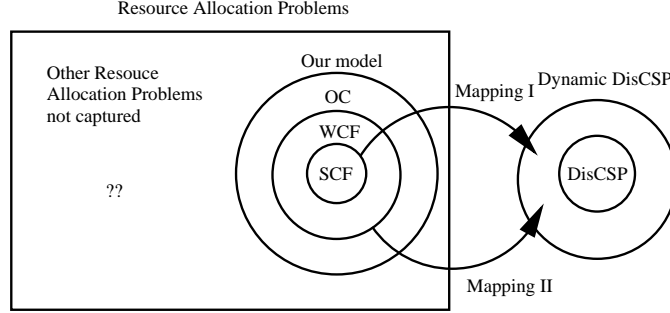 Resource Allocation Problems
Other Resouce
Allocation Problems
not captured
??
Our model
OC
WCF
SCF
Mapping I
Dynamic DisCSP
DisCSP
Mapping II